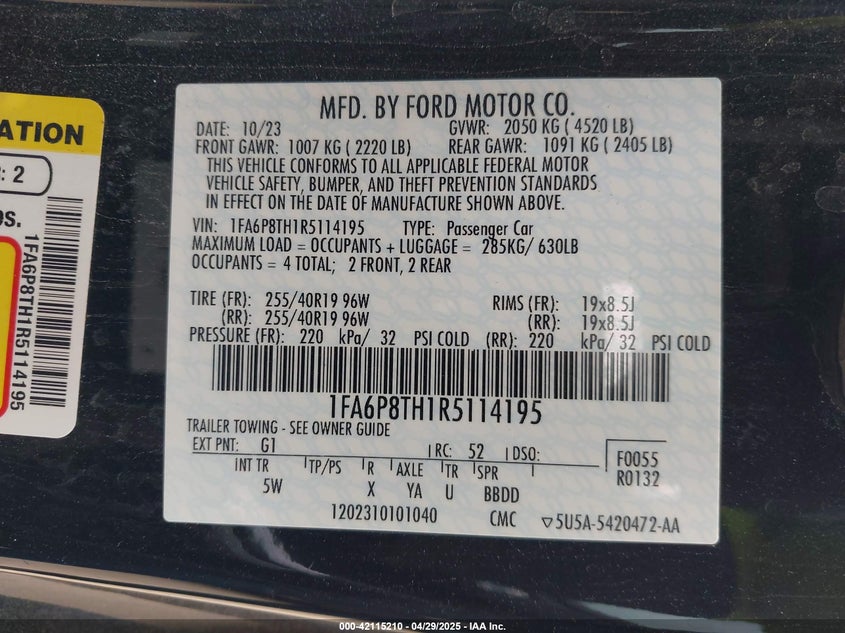 ATION
: 2
os.
1FA6P8TH1R5114195
MFD. BY FORD MOTOR CO.
DATE: 10/23 GVWR: 2050 KG ( 4520 LB)
FRONT GAWR: 1007 KG ( 2220 LB) REAR GAWR: 1091 KG ( 2405 LB)
THIS VEHICLE CONFORMS TO ALL APPLICABLE FEDERAL MOTOR
VEHICLE SAFETY, BUMPER, AND THEFT PREVENTION STANDARDS
IN EFFECT ON THE DATE OF MANUFACTURE SHOWN ABOVE.
VIN: 1FA6P8TH1R5114195 TYPE: Passenger Car
MAXIMUM LOAD = OCCUPANTS + LUGGAGE = 285KG/ 630LB
OCCUPANTS = 4 TOTAL; 2 FRONT, 2 REAR
TIRE (FR): 255/40R19 96W RIMS (FR): 19x8.5J
(RR): 255/40R19 96W (RR): 19x8.5J
PRESSURE (FR): 220 kPa/ 32 PSI COLD (RR): 220 kPa/ 32 PSI COLD
1FA6P8TH1R5114195
TRAILER TOWING - SEE OWNER GUIDE
EXT PNT: G1 RC: 52 DSO: F0055
R0132
INT TR TP/PS R AXLE TR SPR
5W X YA U BBDD
1202310101040 CMC ▽5U5A-5420472-AA
000-42115210 - 04/29/2025 - IAA Inc.